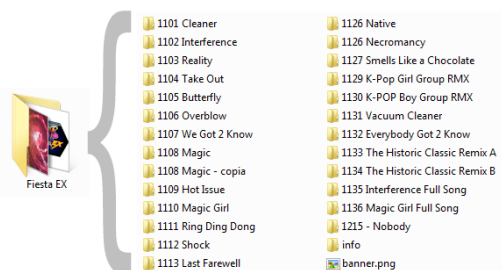 Fiesta EX
1101 Cleaner
1102 Interference
1103 Reality
1104 Take Out
1105 Butterfly
1106 Overblow
1107 We Got 2 Know
1108 Magic
1108 Magic - copia
1109 Hot Issue
1110 Magic Girl
1111 Ring Ding Dong
1112 Shock
1113 Last Farewell
1126 Native
1126 Necromancy
1127 Smells Like a Chocolate
1129 K-Pop Girl Group RMX
1130 K-POP Boy Group RMX
1131 Vacuum Cleaner
1132 Everybody Got 2 Know
1133 The Historic Classic Remix A
1134 The Historic Classic Remix B
1135 Interference Full Song
1136 Magic Girl Full Song
1215 - Nobody
info
banner.png